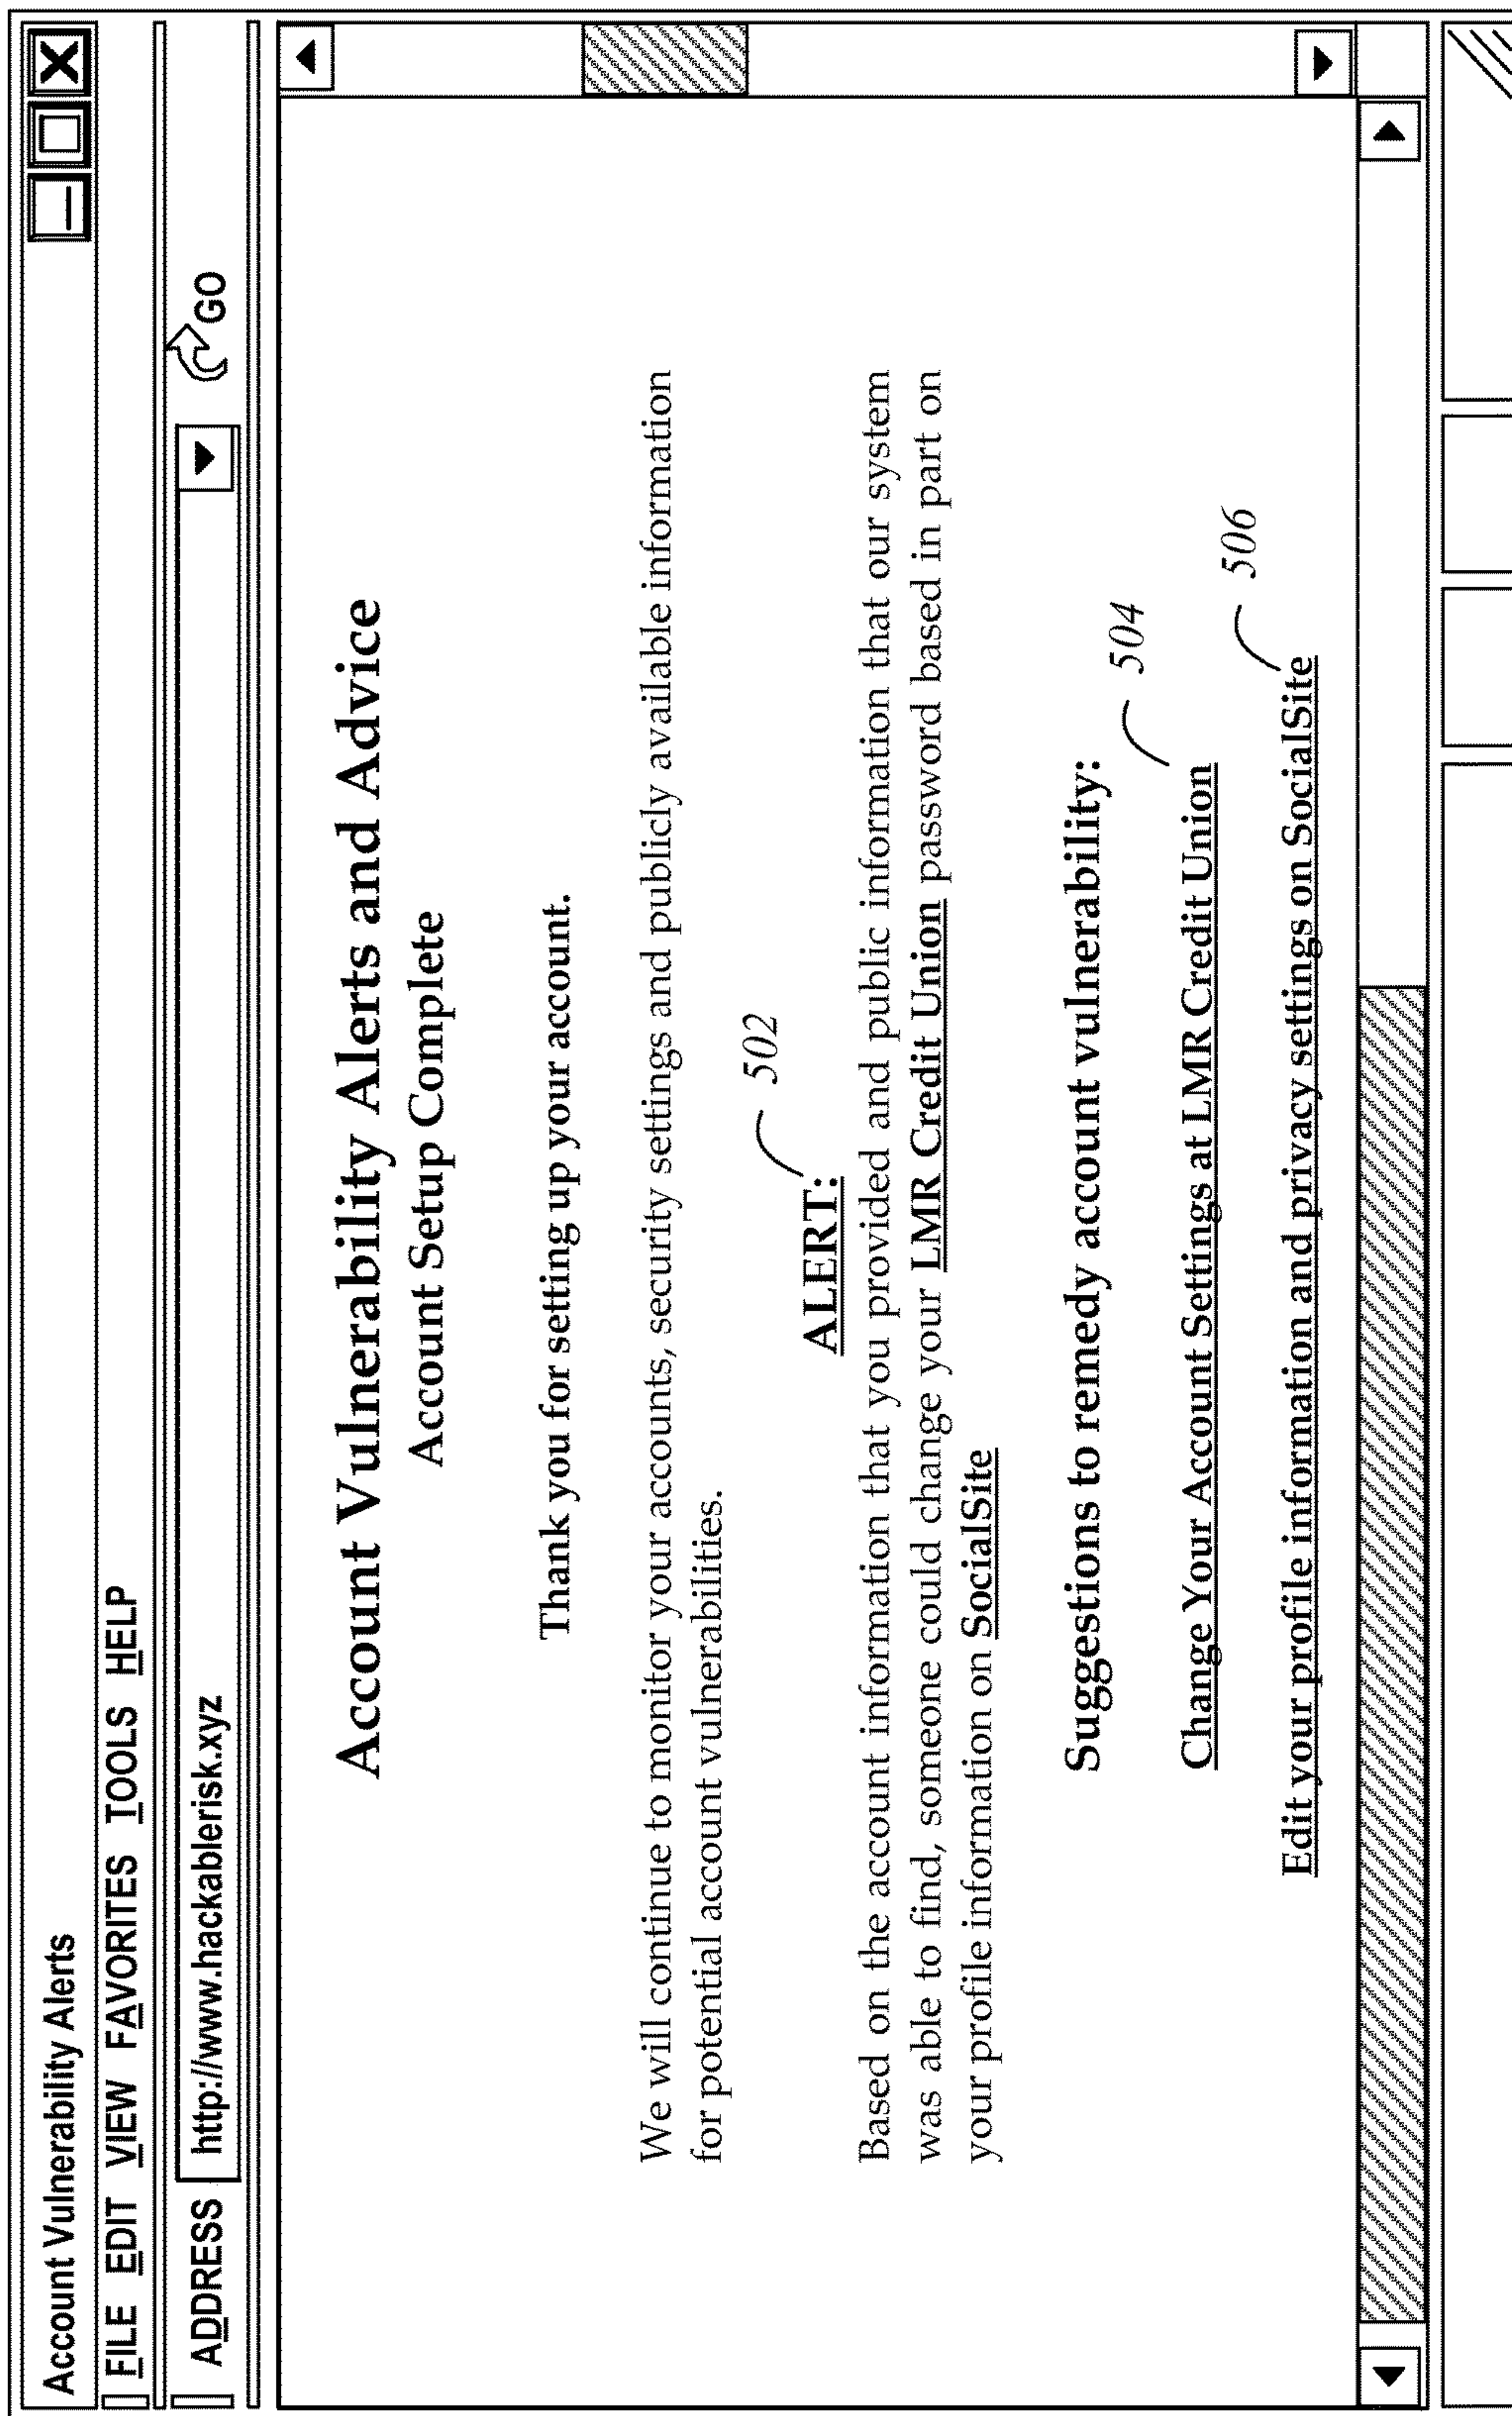 Account Vulnerability Alerts
FILE EDIT VIEW FAVORITES TOOLS HELP
ADDRESS http://www.hackablerisk.xyz GO
Account Vulnerability Alerts and Advice
Account Setup Complete
Thank you for setting up your account.
We will continue to monitor your accounts, security settings and publicly available information
for potential account vulnerabilities.
502
ALERT:
Based on the account information that you provided and public information that our system
was able to find, someone could change your LMR Credit Union password based in part on
your profile information on SocialSite
Suggestions to remedy account vulnerability:
504
Change Your Account Settings at LMR Credit Union
506
Edit your profile information and privacy settings on SocialSite